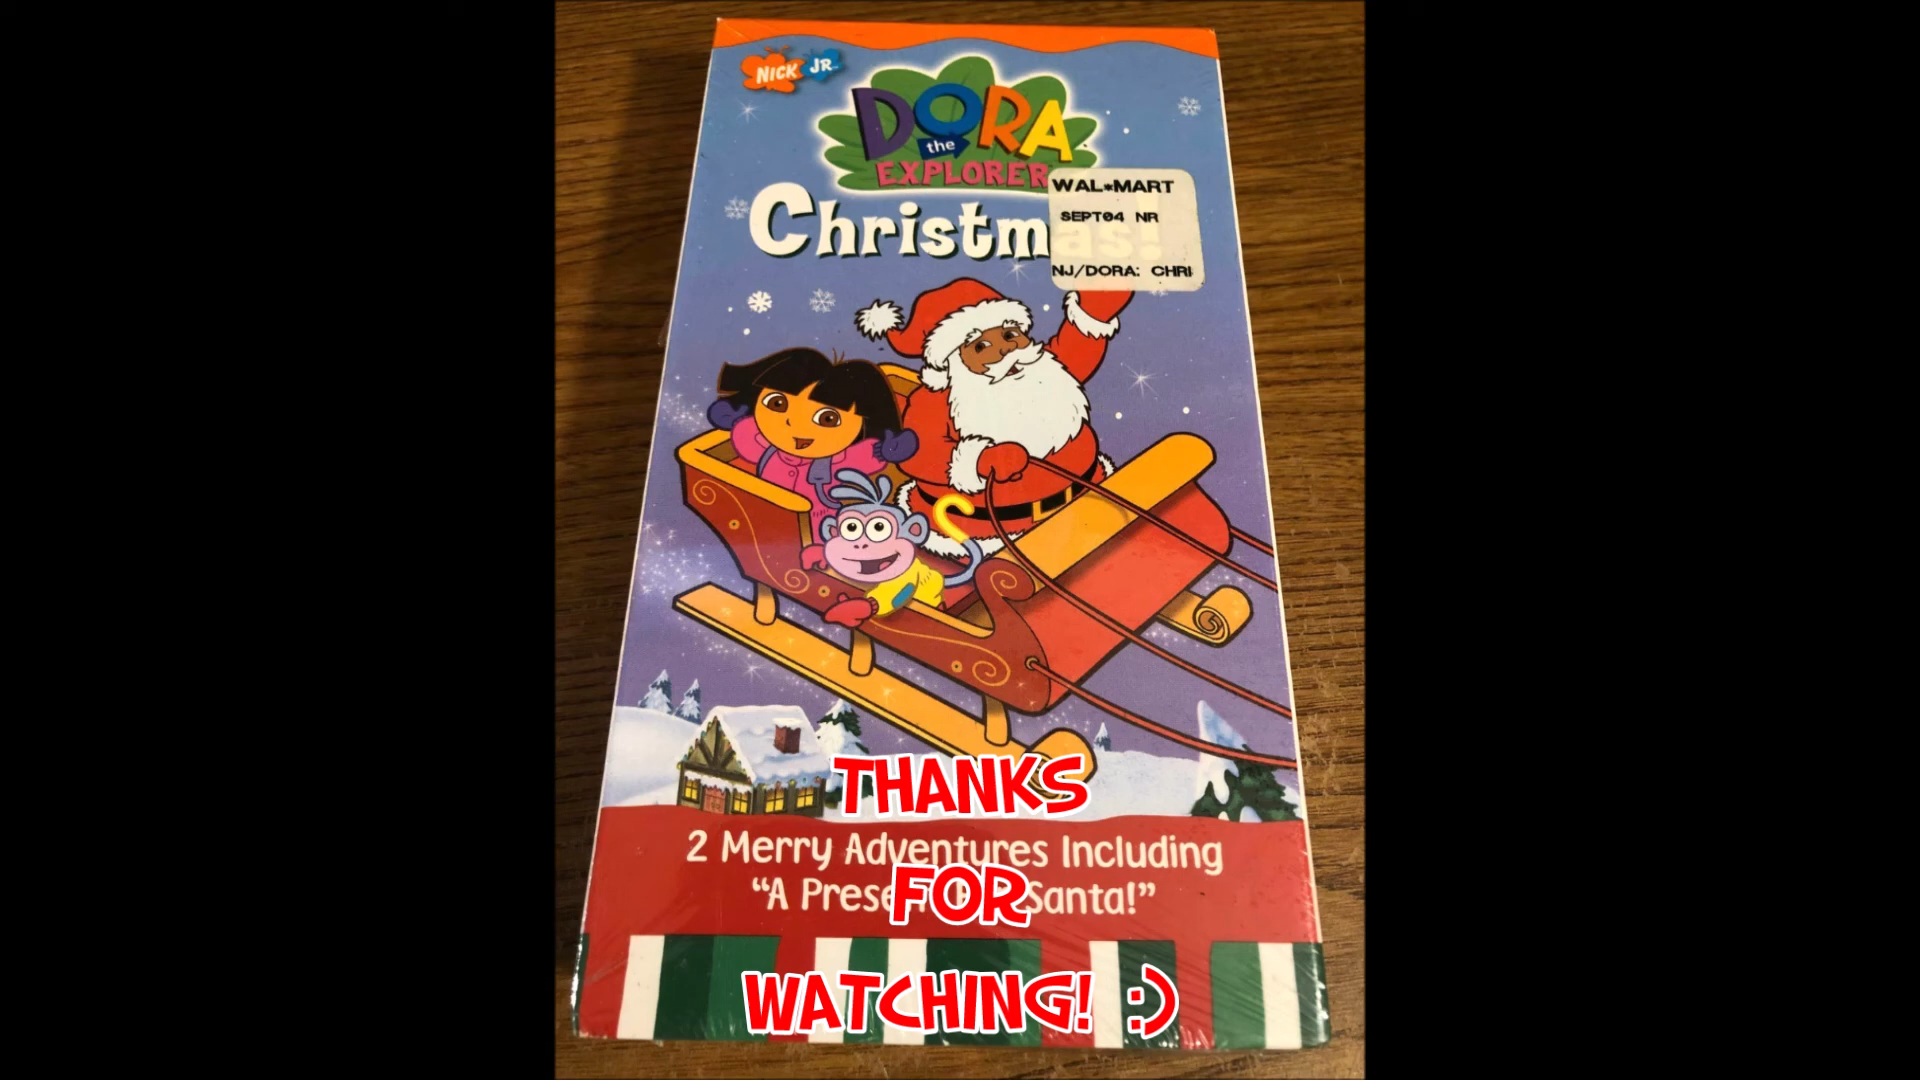 NICK JR.
DORA
the
EXPLORER
WAL*MART
Christmas!
SEPT04 NR
NJ/DORA: CHRI
THANKS
2 Merry Adventures Including
FOR
"A Prese Santa!"
WATCHING! :)